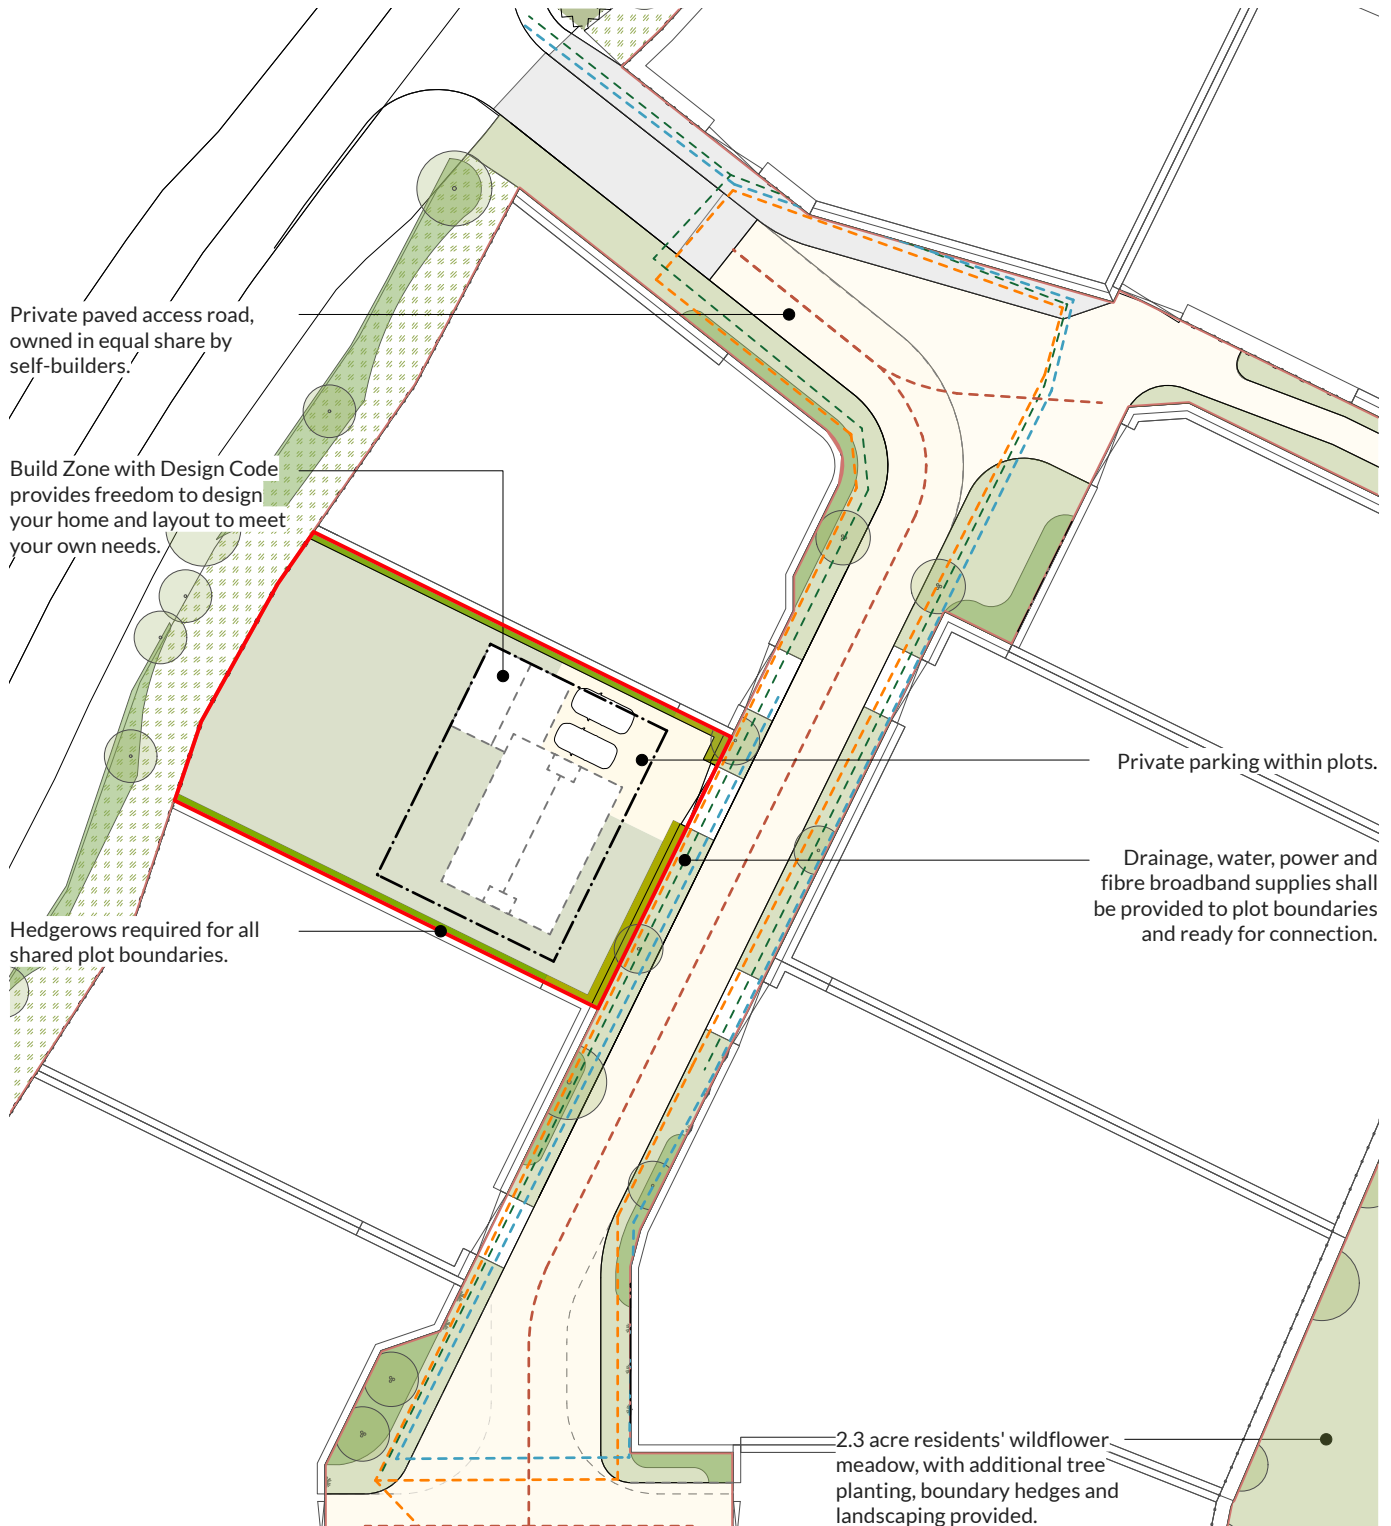 Private paved access road,
owned in equal share by
self-builders.
Build Zone with Design Code
provides freedom to design
your home and layout to meet
your own needs.
Private parking within plots.
Drainage, water, power and
fibre broadband supplies shall
be provided to plot boundaries
and ready for connection.
Hedgerows required for all
shared plot boundaries.
2.3 acre residents' wildflower
meadow, with additional tree
planting, boundary hedges and
landscaping provided.